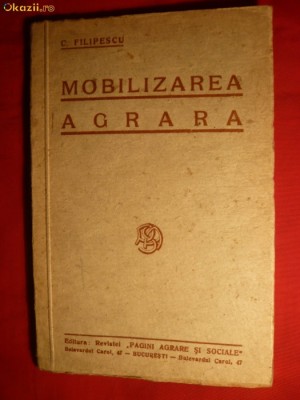 Okazii.ro
C. FILIPESCU
MOBILIZAREA
AGRARA
Editura: Revistei „PAGINI AGRARE ȘI SOCIALE"
Bulevardul Carol, 47 — BUCUREȘTI — Bulevardul Carol, 47